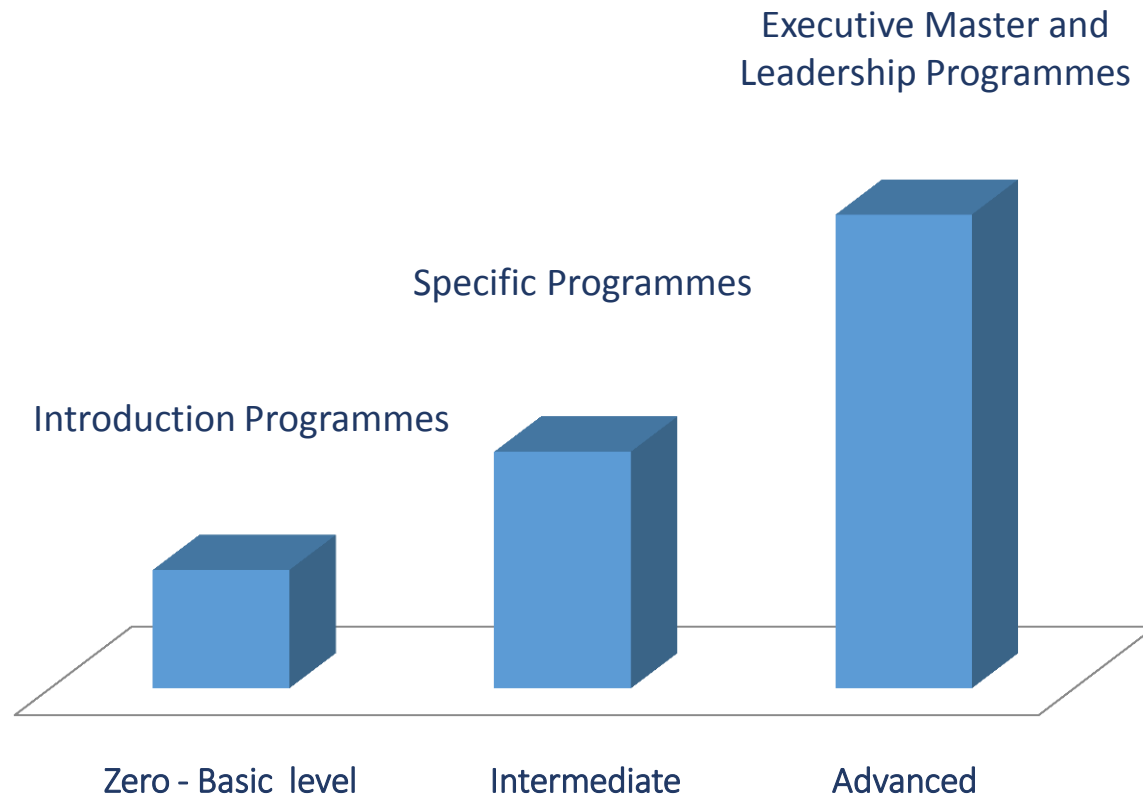 Executive Master and
Leadership Programmes
Specific Programmes
Introduction Programmes
Zero - Basic level
Intermediate
Advanced